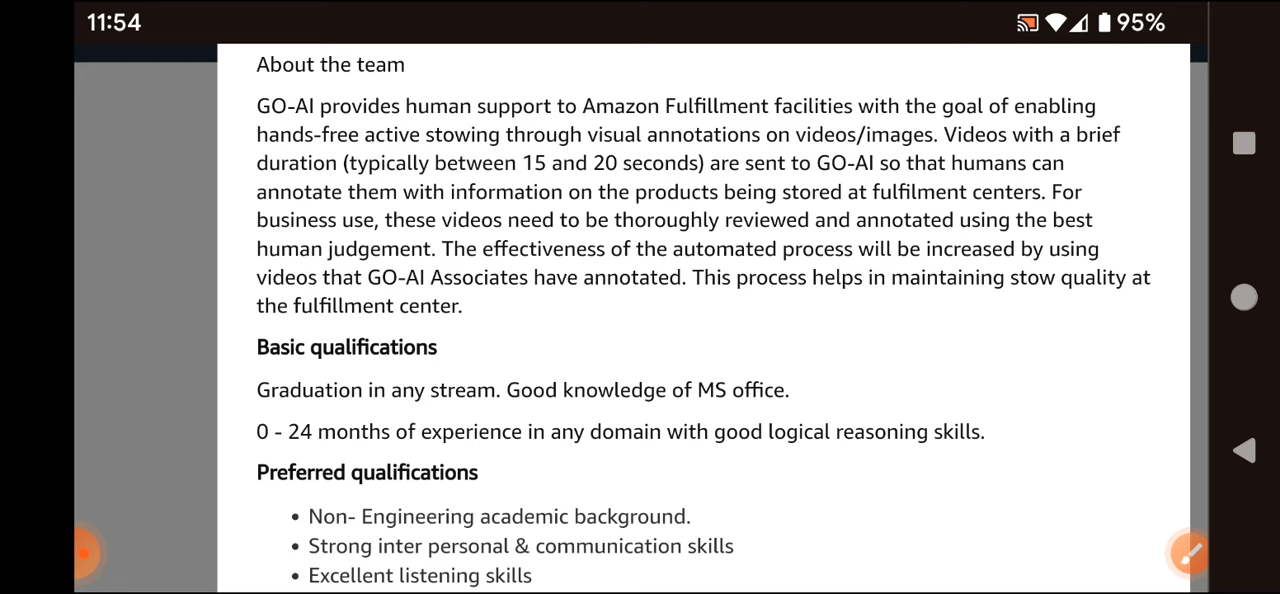 11:54
95%
About the team
GO-AI provides human support to Amazon Fulfillment facilities with the goal of enabling
hands-free active stowing through visual annotations on videos/images. Videos with a brief
duration (typically between 15 and 20 seconds) are sent to GO-AI so that humans can
annotate them with information on the products being stored at fulfilment centers. For
business use, these videos need to be thoroughly reviewed and annotated using the best
human judgement. The effectiveness of the automated process will be increased by using
videos that GO-AI Associates have annotated. This process helps in maintaining stow quality at
the fulfillment center.
Basic qualifications
Graduation in any stream. Good knowledge of MS office.
0 - 24 months of experience in any domain with good logical reasoning skills.
Preferred qualifications
• Non- Engineering academic background.
• Strong inter personal & communication skills
• Excellent listening skills